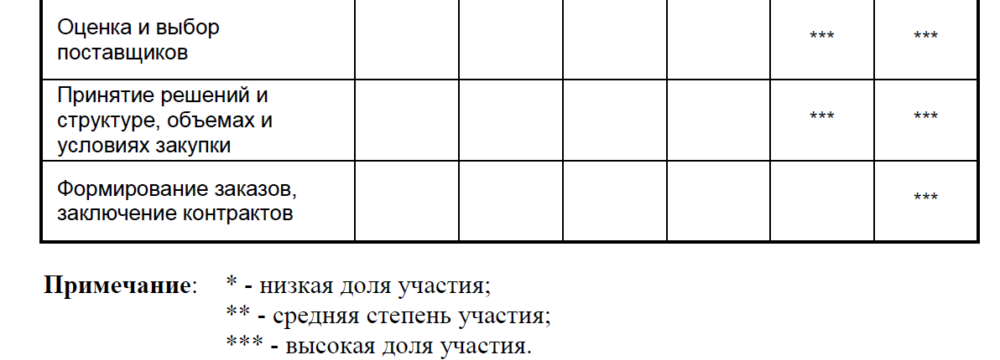 Оценка и выбор
поставщиков
***
***
Принятие решений и
структуре, объемах и
условиях закупки
***
***
Формирование заказов,
заключение контрактов
***
Примечание: * - низкая доля участия;
** - средняя степень участия;
*** - высокая доля участия.